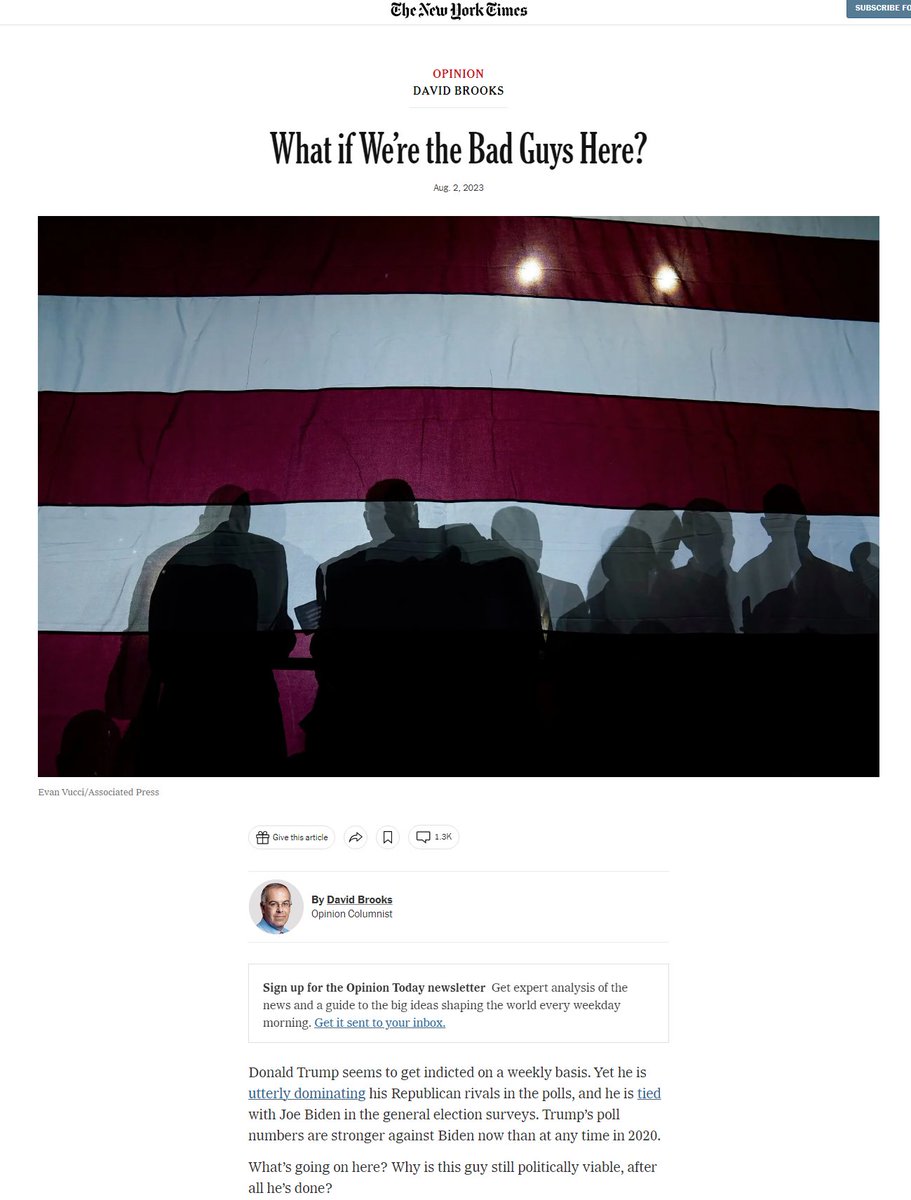 The New York Times
SUBSCRIBE FO
OPINION
DAVID BROOKS
What if We’re the Bad Guys Here?
Aug. 2, 2023
Evan Vucci/Associated Press
Give this article
1.3K
By David Brooks
Opinion Columnist
Sign up for the Opinion Today newsletter Get expert analysis of the
news and a guide to the big ideas shaping the world every weekday
morning. Get it sent to your inbox.
Donald Trump seems to get indicted on a weekly basis. Yet he is
utterly dominating his Republican rivals in the polls, and he is tied
with Joe Biden in the general election surveys. Trump’s poll
numbers are stronger against Biden now than at any time in 2020.
What’s going on here? Why is this guy still politically viable, after
all he’s done?